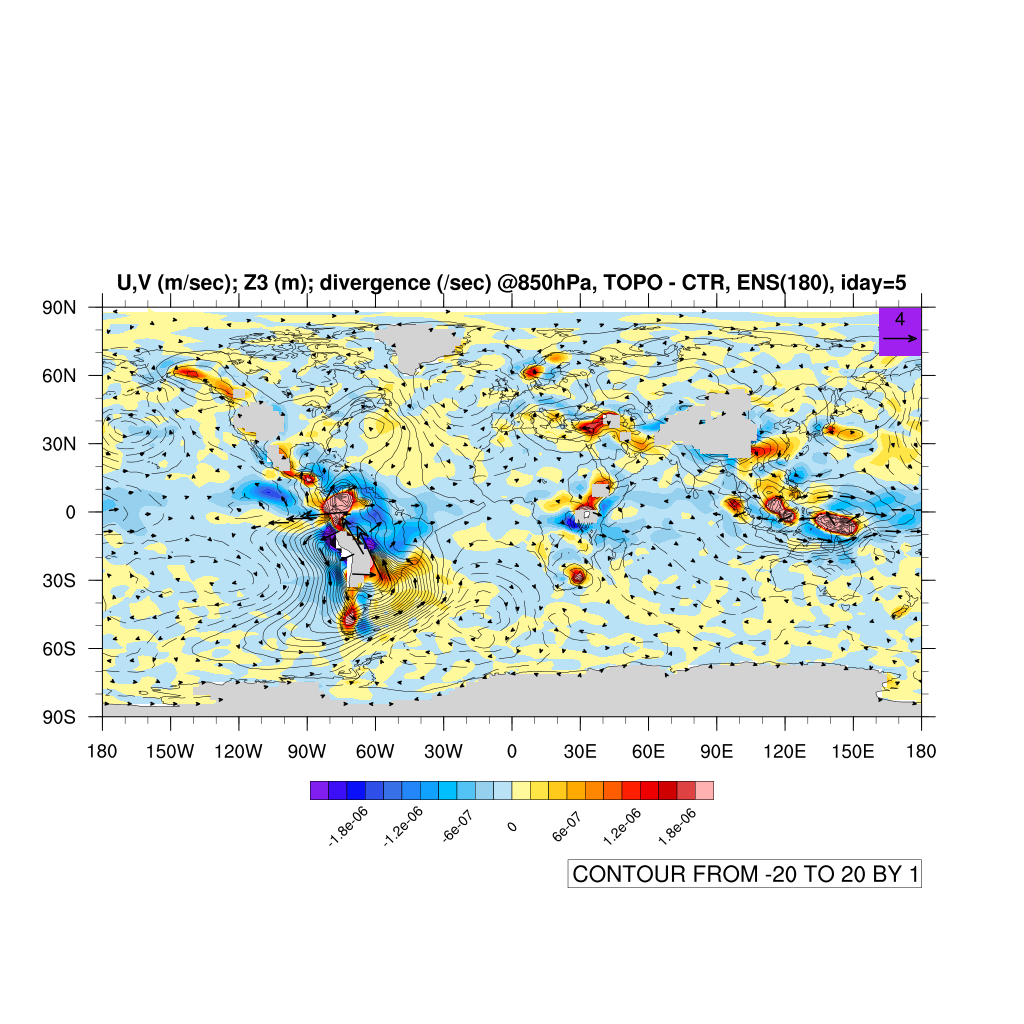 U,V (m/sec); Z3 (m); divergence (/sec) @850hPa, TOPO - CTR, ENS(180), iday=5
4
90N
60N
30N
0
30S
60S
90S
180 150W 120W 90W 60W 30W 0 30E 60E 90E 120E 150E 180
-1.8e-06 -1.2e-06 -6e-07 0 6e-07 1.2e-06 1.8e-06
CONTOUR FROM -20 TO 20 BY 1